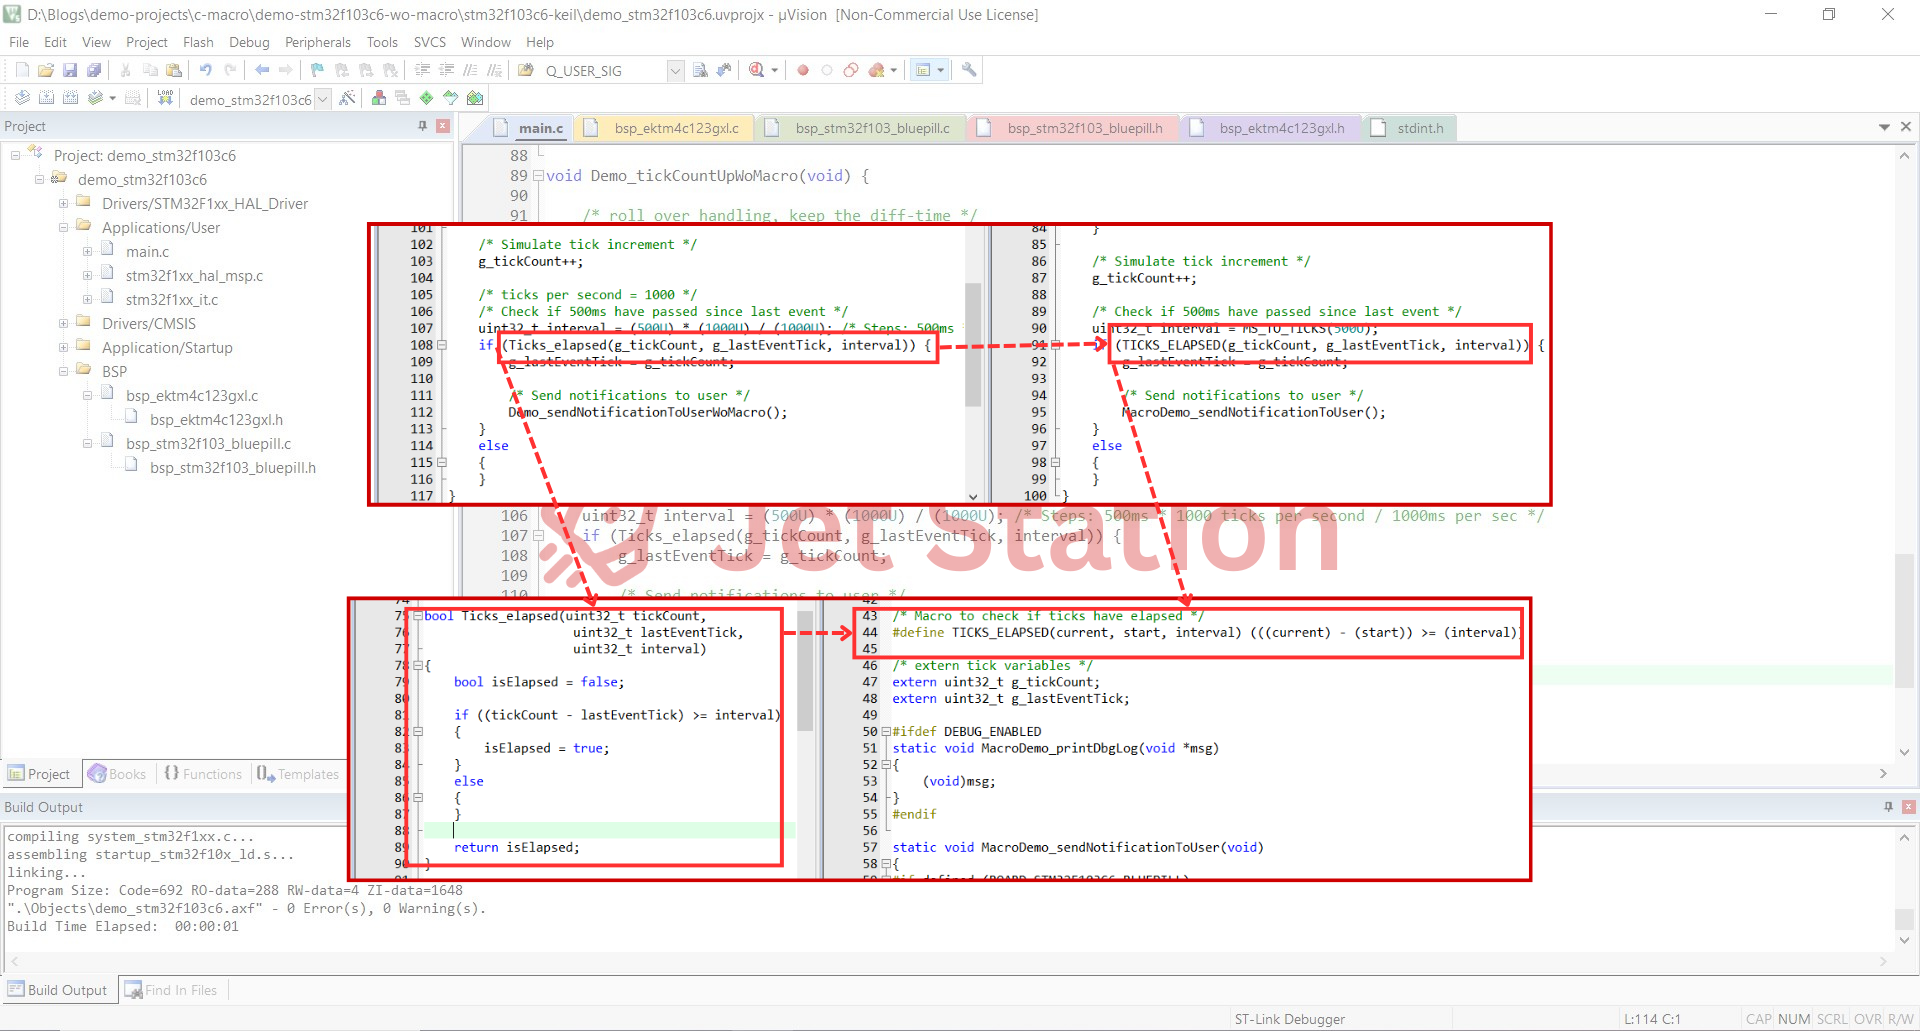 D:\Blogs\demo-projects\c-macro\demo-stm32f103c6-wo-macro\stm32f103c6-keil\demo_stm32f103c6.uvprojx - µVision [Non-Commercial Use License]
File Edit View Project Flash Debug Peripherals Tools SVCS Window Help
Q_USER_SIG
LOAD
demo_stm32f103c6
Project
Project: demo_stm32f103c6
demo_stm32f103c6
Drivers/STM32F1xx_HAL_Driver
Applications/User
main.c
stm32f1xx_hal_msp.c
stm32f1xx_it.c
Drivers/CMSIS
Application/Startup
BSP
bsp_ektm4c123gxl.c
bsp_ektm4c123gxl.h
bsp_stm32f103_bluepill.c
bsp_stm32f103_bluepill.h
Project Books Functions Templates
main.c bsp_ektm4c123gxl.c bsp_stm32f103_bluepill.c bsp_stm32f103_bluepill.h bsp_ektm4c123gxl.h stdint.h
88
89 void Demo_tickCountUpWoMacro(void) {
90
91 /* roll over handling, keep the diff-time */
101
102 /* Simulate tick increment */
103 g_tickCount++;
104
105 /* ticks per second = 1000 */
106 /* Check if 500ms have passed since last event */
107 uint32_t interval = (500U) * (1000U) / (1000U); /* Steps: 500ms
108 if (Ticks_elapsed(g_tickCount, g_lastEventTick, interval)) {
109 g_lastEventTick = g_tickCount;
110
111 /* Send notifications to user */
112 Demo_sendNotificationToUserWoMacro();
113 }
114 else
115 {
116 }
117 }
84 }
85
86 /* Simulate tick increment */
87 g_tickCount++;
88
89 /* Check if 500ms have passed since last event */
90 uint32_t interval = MS_TO_TICKS(500U);
91 if (TICKS_ELAPSED(g_tickCount, g_lastEventTick, interval)) {
92 g_lastEventTick = g_tickCount;
93
94 /* Send notifications to user */
95 MacroDemo_sendNotificationToUser();
96 }
97 else
98 {
99 }
100 }
Jet Station
106 uint32_t interval = (500U) * (1000U) / (1000U); /* Steps: 500ms * 1000 ticks per second / 1000ms per sec */
107 if (Ticks_elapsed(g_tickCount, g_lastEventTick, interval)) {
108 g_lastEventTick = g_tickCount;
109
110 /* Send notifications to user */
74
75 bool Ticks_elapsed(uint32_t tickCount,
76 uint32_t lastEventTick,
77 uint32_t interval)
78 {
79 bool isElapsed = false;
80
81 if ((tickCount - lastEventTick) >= interval)
82 {
83 isElapsed = true;
84 }
85 else
86 {
87 }
88
89 return isElapsed;
90 }
91
42
43 /* Macro to check if ticks have elapsed */
44 #define TICKS_ELAPSED(current, start, interval) (((current) - (start)) >= (interval))
45
46 /* extern tick variables */
47 extern uint32_t g_tickCount;
48 extern uint32_t g_lastEventTick;
49
50 #ifdef DEBUG_ENABLED
51 static void MacroDemo_printDbgLog(void *msg)
52 {
53 (void)msg;
54 }
55 #endif
56
57 static void MacroDemo_sendNotificationToUser(void)
58 {
59 #if defined (BOARD_STM32F103C6_BLUEPILL)
Build Output
compiling system_stm32f1xx.c...
assembling startup_stm32f10x_ld.s...
linking...
Program Size: Code=692 RO-data=288 RW-data=4 ZI-data=1648
".\Objects\demo_stm32f103c6.axf" - 0 Error(s), 0 Warning(s).
Build Time Elapsed: 00:00:01
Build Output Find In Files
ST-Link Debugger L:114 C:1 CAP NUM SCRL OVR R/W